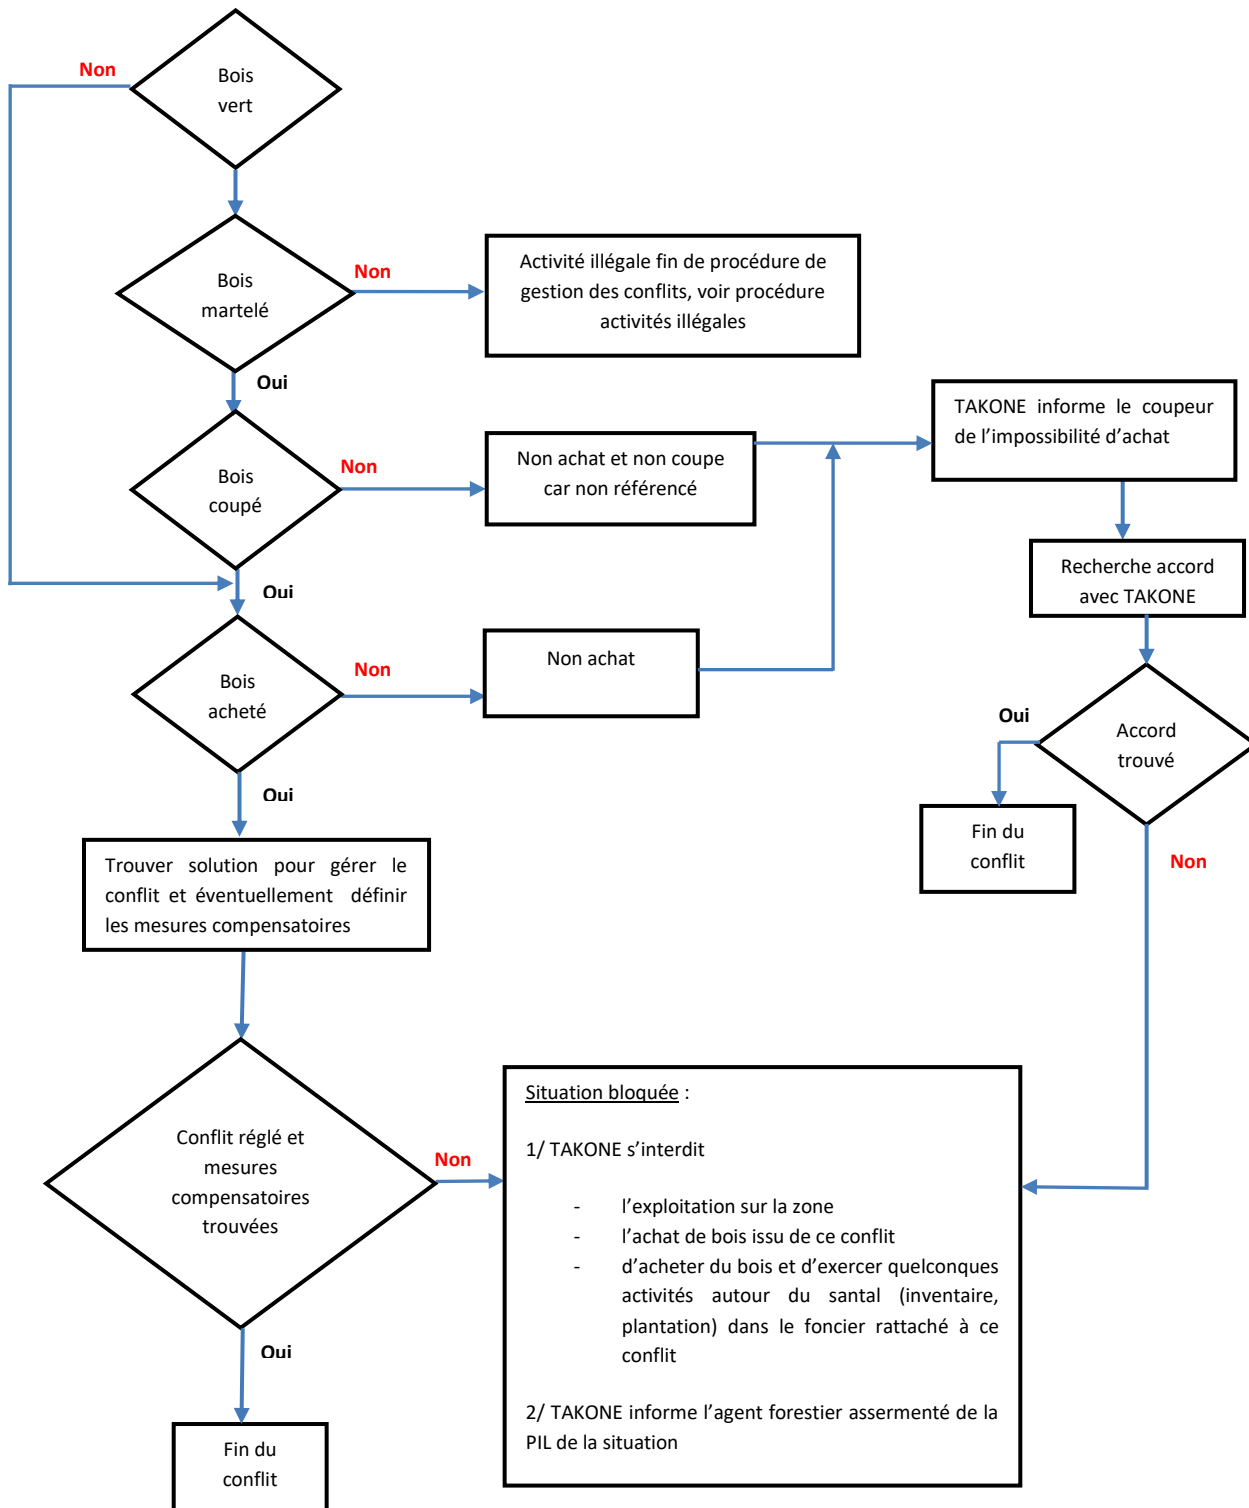 Non
Bois
vert
Bois
martelé
Non
Activité illégale fin de procédure de
gestion des conflits, voir procédure
activités illégales
Oui
Bois
coupé
Non
Non achat et non coupe
car non référencé
TAKONE informe le coupeur
de l’impossibilité d’achat
Recherche accord
avec TAKONE
Oui
Bois
acheté
Non
Non achat
Oui
Accord
trouvé
Fin du
conflit
Non
Oui
Trouver solution pour gérer le
conflit et éventuellement définir
les mesures compensatoires
Conflit réglé et
mesures
compensatoires
trouvées
Non
Situation bloquée :
1/ TAKONE s’interdit
- l’exploitation sur la zone
- l’achat de bois issu de ce conflit
- d’acheter du bois et d’exercer quelconques
activités autour du santal (inventaire,
plantation) dans le foncier rattaché à ce
conflit
2/ TAKONE informe l’agent forestier assermenté de la
PIL de la situation
Oui
Fin du
conflit